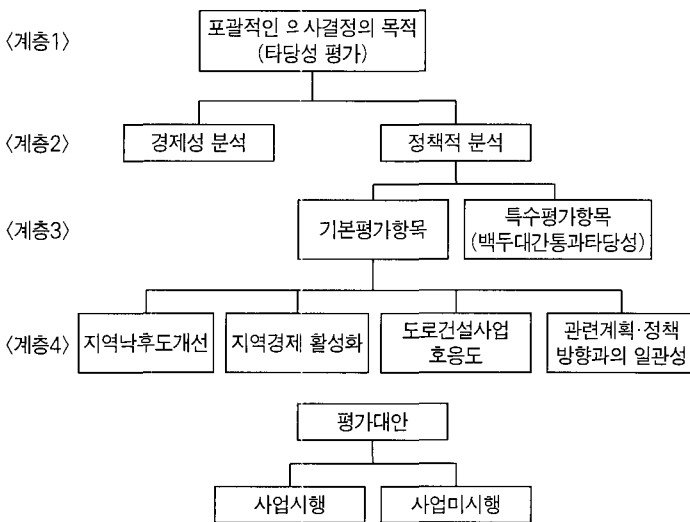 〈계층1〉
포괄적인 의사결정의 목적
(타당성 평가)
〈계층2〉
경제성 분석
정책적 분석
〈계층3〉
기본평가항목
특수평가항목
(백두대간통과타당성)
〈계층4〉
지역낙후도개선
지역경제 활성화
도로건설사업
호응도
관련계획·정책
방향과의 일관성
평가대안
사업시행
사업미시행